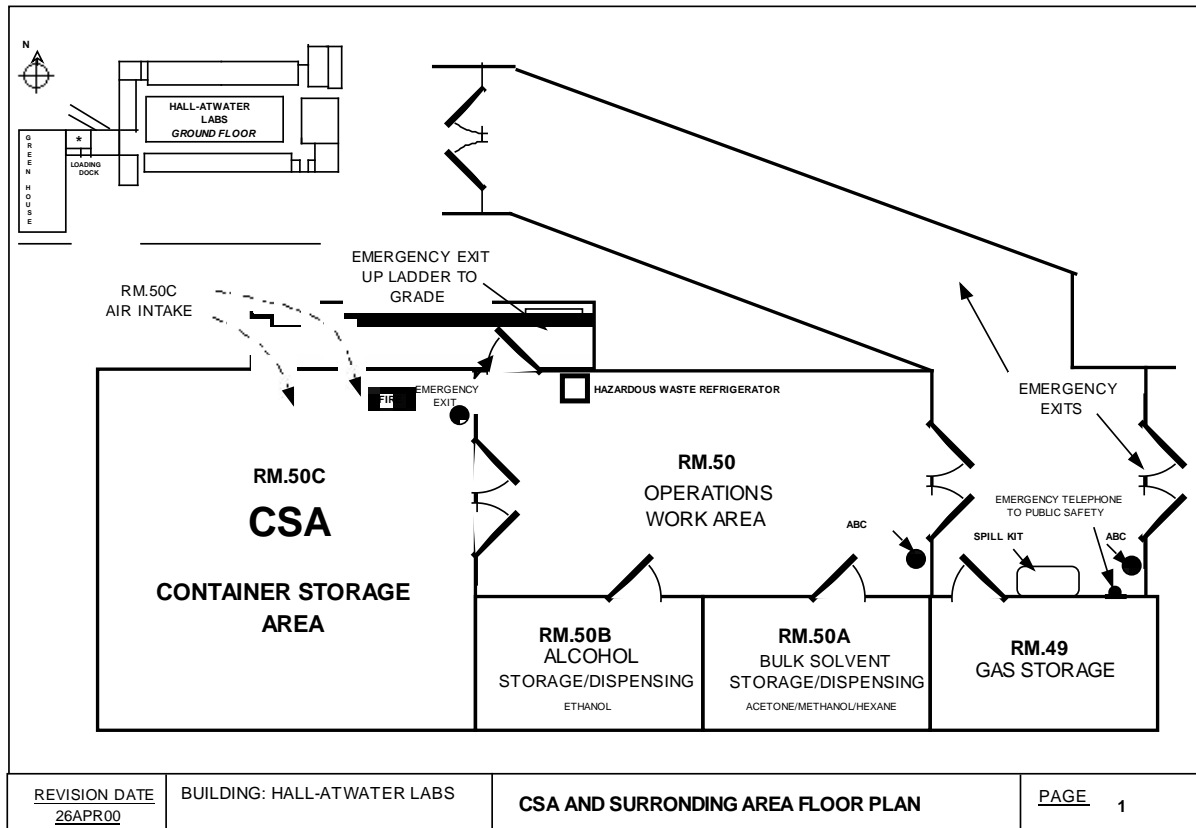 N
HALL-ATWATER
LABS
GROUND FLOOR
GREEN HOUSE
*
LOADING
DOCK
EMERGENCY EXIT
UP LADDER TO
GRADE
RM.50C
AIR INTAKE
EMERGENCY
EXIT
HAZARDOUS WASTE REFRIGERATOR
EMERGENCY
EXITS
RM.50C
CSA
CONTAINER STORAGE
AREA
RM.50
OPERATIONS
WORK AREA
ABC
EMERGENCY TELEPHONE
TO PUBLIC SAFETY
SPILL KIT
ABC
RM.50B
ALCOHOL
STORAGE/DISPENSING
ETHANOL
RM.50A
BULK SOLVENT
STORAGE/DISPENSING
ACETONE/METHANOL/HEXANE
RM.49
GAS STORAGE
REVISION DATE
26APR00
BUILDING: HALL-ATWATER LABS
CSA AND SURRONDING AREA FLOOR PLAN
PAGE 1